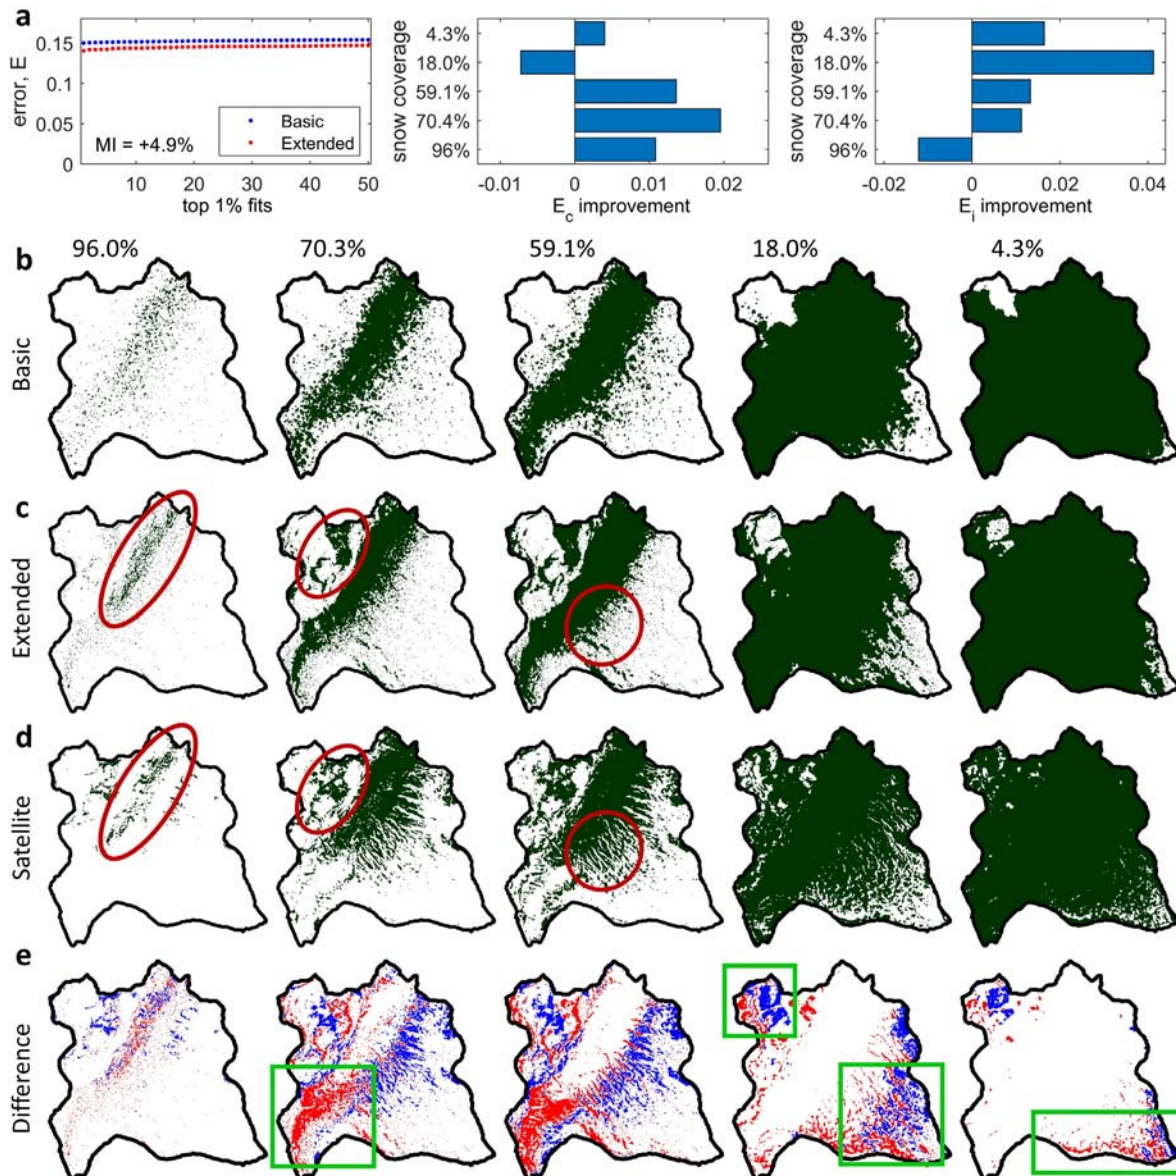 a
error, E
0.15
0.1
0.05
0
MI = +4.9%
Basic
Extended
10 20 30 40 50
top 1% fits
snow coverage
4.3%
18.0%
59.1%
70.4%
96%
-0.01 0 0.01 0.02
E_c improvement
snow coverage
4.3%
18.0%
59.1%
70.4%
96%
-0.02 0 0.02 0.04
E_i improvement
b
96.0% 70.3% 59.1% 18.0% 4.3%
Basic
c
Extended
d
Satellite
e
Difference